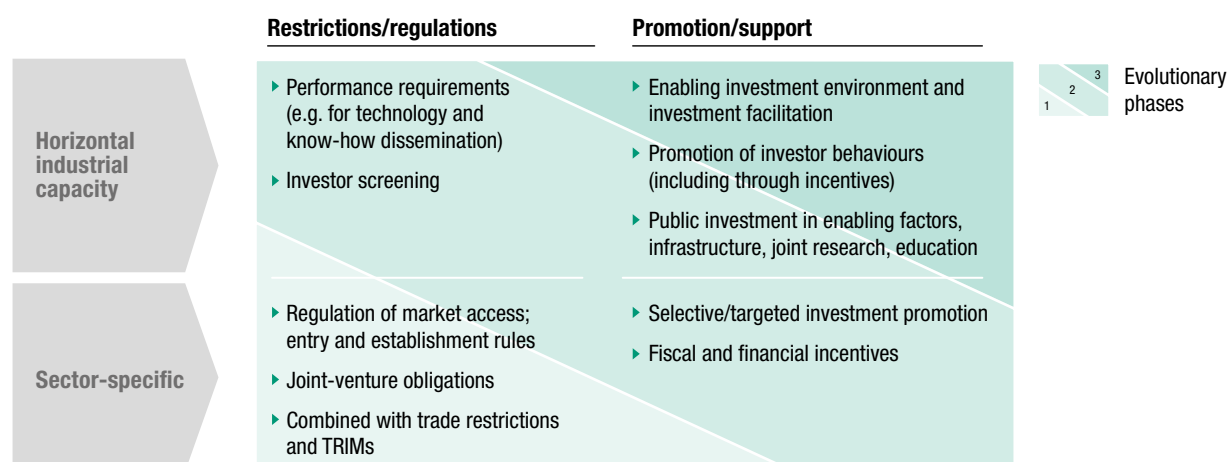 Restrictions/regulations
Promotion/support
Horizontal
industrial
capacity
Performance requirements
(e.g. for technology and
know-how dissemination)
Investor screening
Enabling investment environment and
investment facilitation
Promotion of investor behaviours
(including through incentives)
Public investment in enabling factors,
infrastructure, joint research, education
Sector-specific
Regulation of market access;
entry and establishment rules
Joint-venture obligations
Combined with trade restrictions
and TRIMs
Selective/targeted investment promotion
Fiscal and financial incentives
1
2
3
Evolutionary
phases